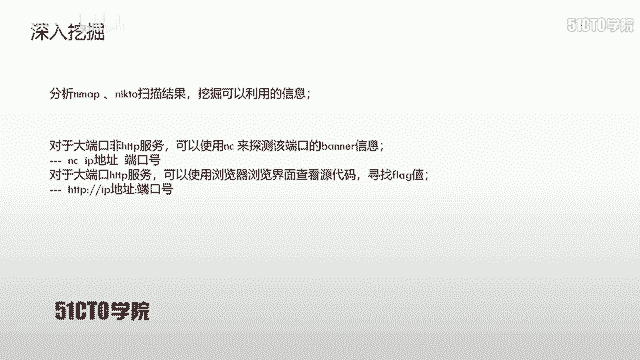 深入挖掘
51CTO学院
分析nmap 、nikto扫描结果，挖掘可以利用的信息；
对于大端口非http服务，可以使用nc 来探测该端口的banner信息；
--- nc ip地址 端口号
对于大端口http服务，可以使用浏览器浏览界面查看源代码，寻找flag值；
--- http://ip地址:端口号
51CTO学院